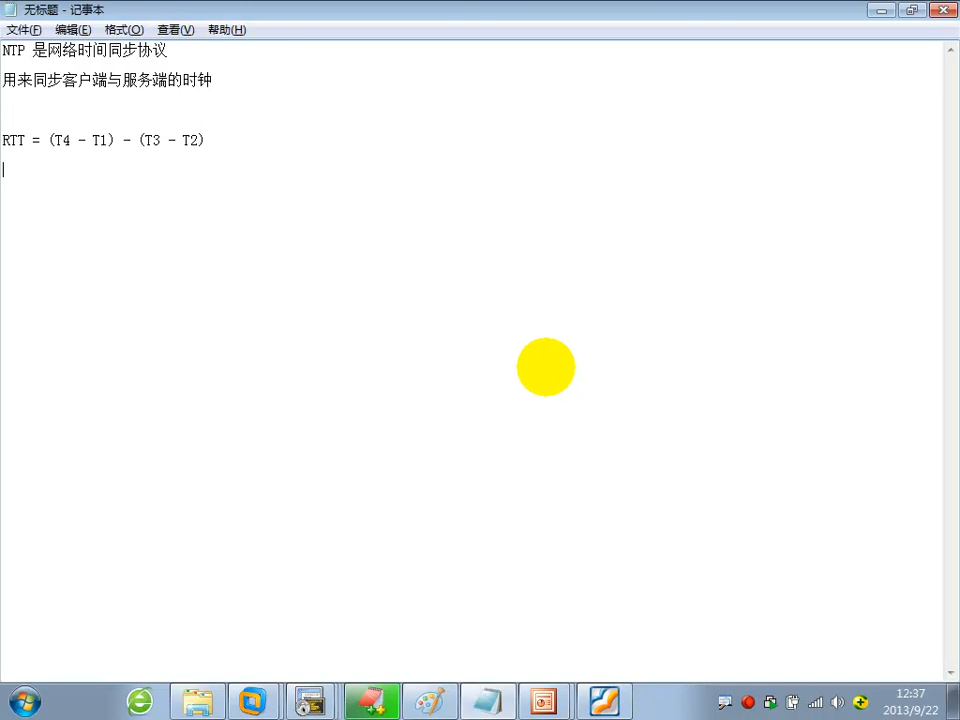 无标题 - 记事本
文件(F) 编辑(E) 格式(O) 查看(V) 帮助(H)
NTP 是网络时间同步协议
用来同步客户端与服务端的时钟
RTT = (T4 - T1) - (T3 - T2)
12:37
2013/9/22